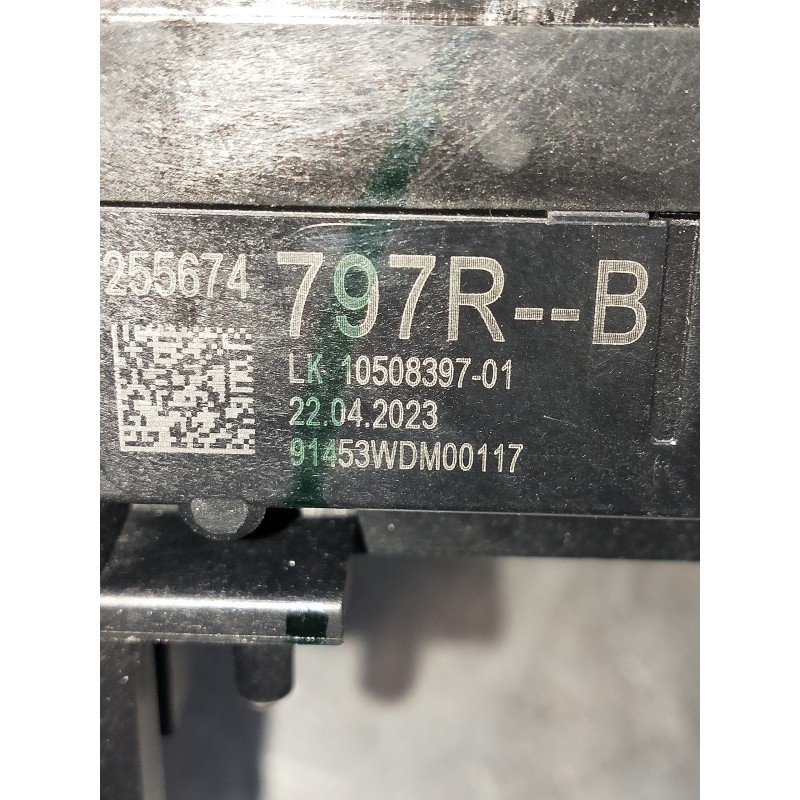 255674 797R--B
LK 10508397-01
22.04.2023
91453WDM00117